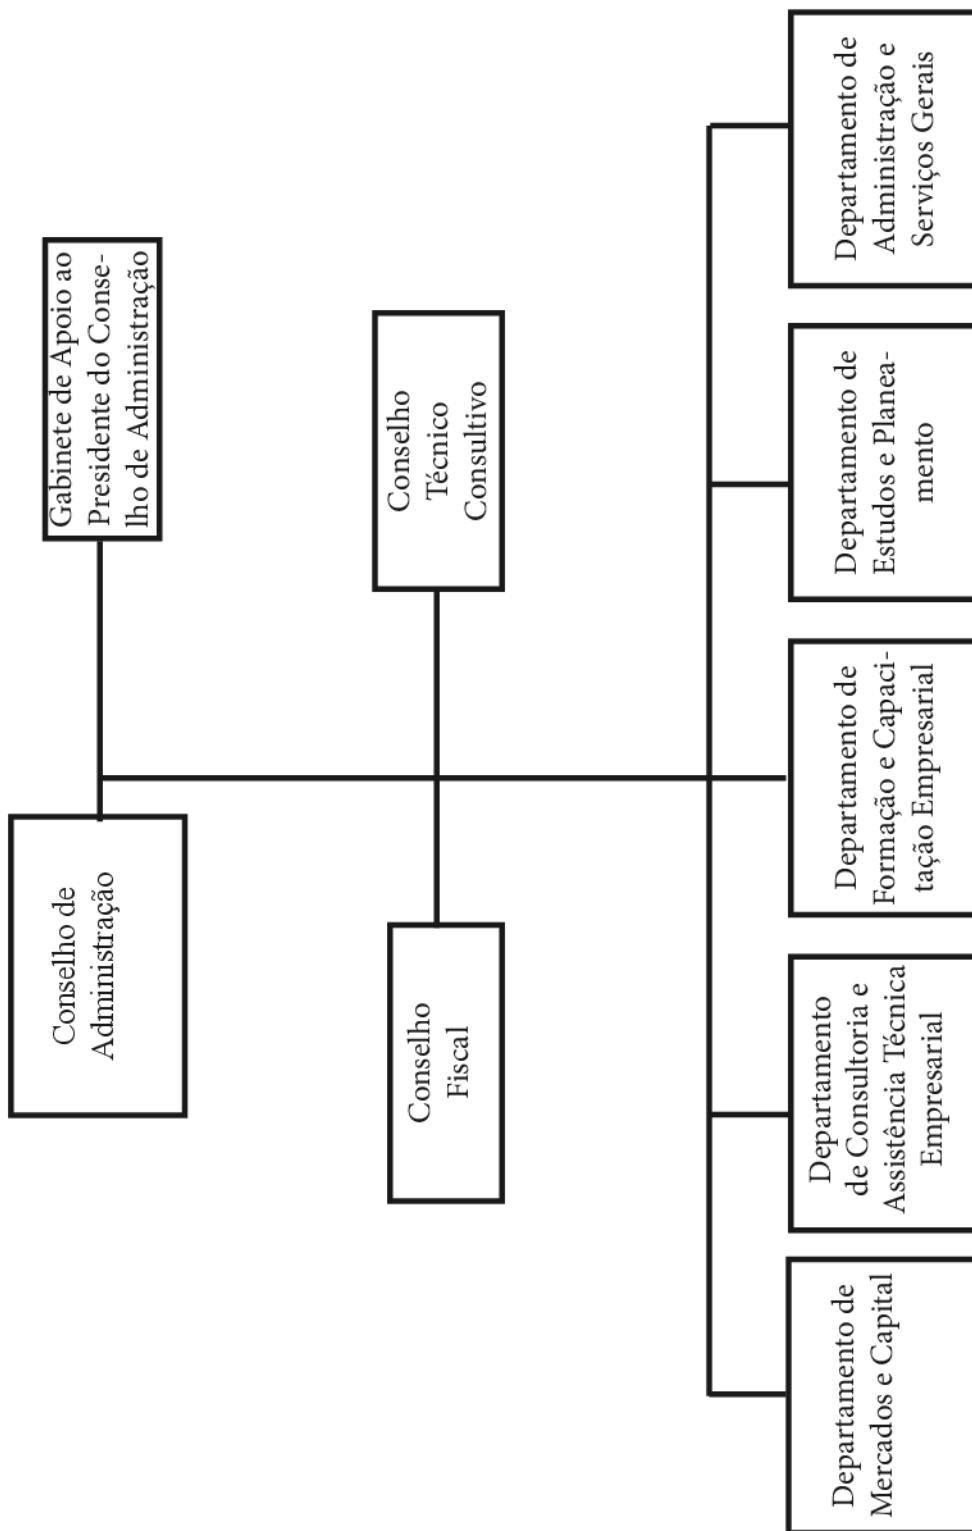 Conselho de
Administração
Gabinete de Apoio ao
Presidente do Conse-
lho de Administração
Conselho
Fiscal
Conselho
Técnico
Consultivo
Departamento de
Mercados e Capital
Departamento
de Consultoria e
Assistência Técnica
Empresarial
Departamento de
Formação e Capaci-
tação Empresarial
Departamento de
Estudos e Planea-
mento
Departamento de
Administração e
Serviços Gerais